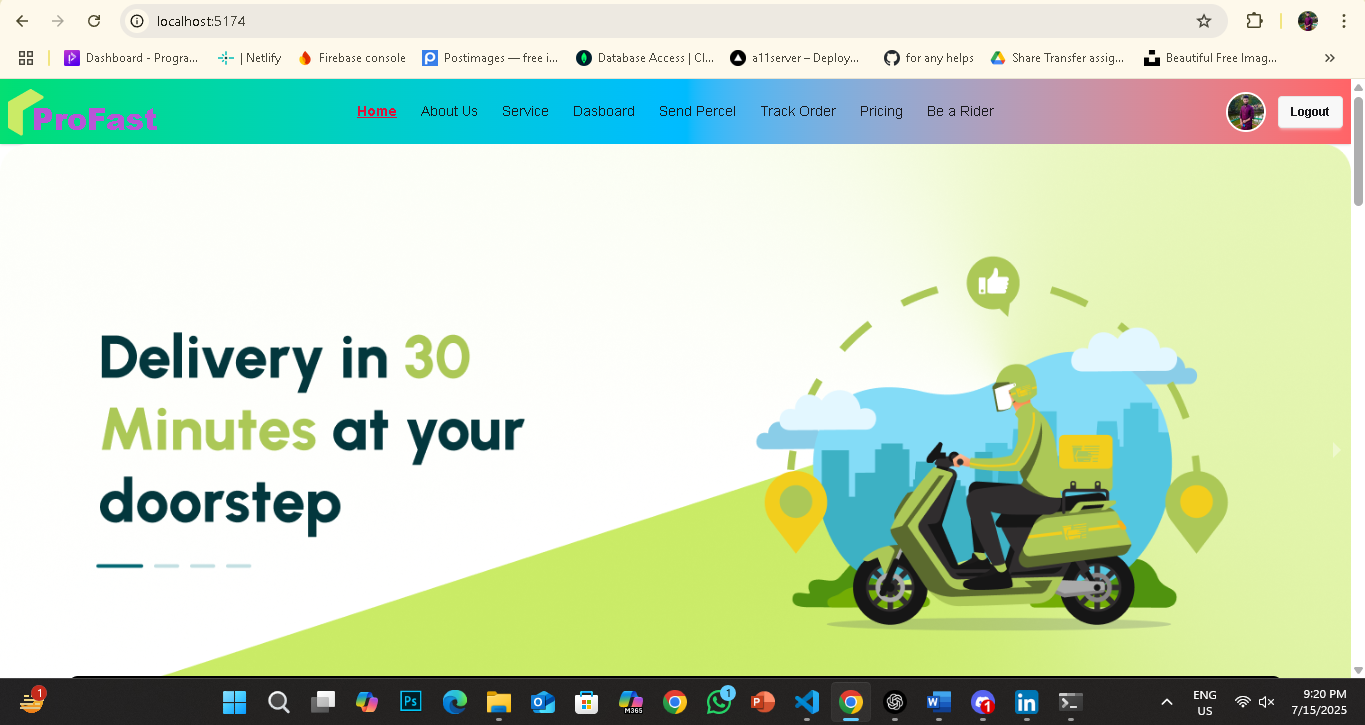 localhost:5174
Dashboard - Progra...
| Netlify
Firebase console
Postimages — free i...
Database Access | Cl...
a11server – Deploy...
for any helps
Share Transfer assig...
Beautiful Free Imag...
ProFast
Home
About Us
Service
Dasboard
Send Percel
Track Order
Pricing
Be a Rider
Logout
Delivery in 30
Minutes at your
doorstep
1
Ps
M365
1
1
ENG
US
9:20 PM
7/15/2025